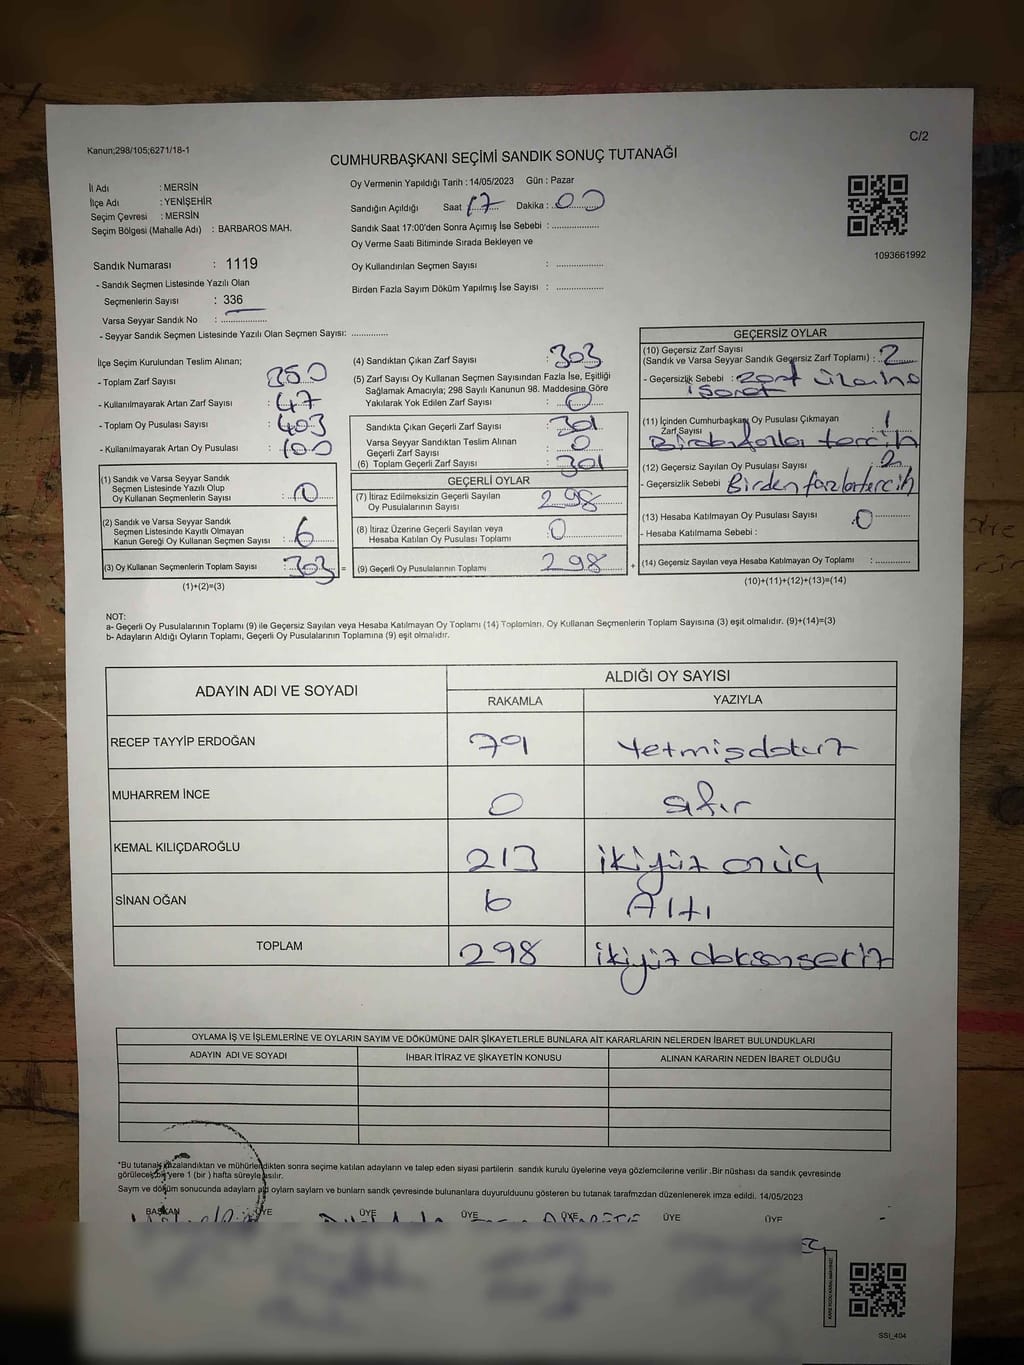 C/2
Kanun;298/105;6271/18-1
CUMHURBAŞKANI SEÇİMİ SANDIK SONUÇ TUTANAĞI
İl Adı : MERSİN
İlçe Adı : YENİŞEHİR
Seçim Çevresi : MERSİN
Seçim Bölgesi (Mahalle Adı) : BARBAROS MAH.
Oy Vermenin Yapıldığı Tarih : 14/05/2023 Gün : Pazar
Sandığın Açıldığı Saat 17 Dakika : 00
Sandık Saat 17:00'den Sonra Açımış İse Sebebi : ................
Oy Verme Saati Bitiminde Sırada Bekleyen ve
Oy Kullandırılan Seçmen Sayısı : ................
Birden Fazla Sayım Döküm Yapılmış İse Sayısı : ................
1093661992
Sandık Numarası : 1119
- Sandık Seçmen Listesinde Yazılı Olan
Seçmenlerin Sayısı : 336
Varsa Seyyar Sandık No : ................
- Seyyar Sandık Seçmen Listesinde Yazılı Olan Seçmen Sayısı: ............
İlçe Seçim Kurulundan Teslim Alınan;
- Toplam Zarf Sayısı : 350
- Kullanılmayarak Artan Zarf Sayısı : 47
- Toplam Oy Pusulası Sayısı : 403
- Kullanılmayarak Artan Oy Pusulası : 100
(1) Sandık ve Varsa Seyyar Sandık
Seçmen Listesinde Yazılı Olup
Oy Kullanan Seçmenlerin Sayısı :
(2) Sandık ve Varsa Seyyar Sandık
Seçmen Listesinde Kayıtlı Olmayan
Kanun Gereği Oy Kullanan Seçmen Sayısı : 6
(3) Oy Kullanan Seçmenlerin Toplam Sayısı : 303 =
(1)+(2)=(3)
(4) Sandıktan Çıkan Zarf Sayısı : 303
(5) Zarf Sayısı Oy Kullanan Seçmen Sayısından Fazla İse, Eşitliği
Sağlamak Amacıyla; 298 Sayılı Kanunun 98. Maddesine Göre
Yakılarak Yok Edilen Zarf Sayısı : 0
Sandıkta Çıkan Geçerli Zarf Sayısı : 301
Varsa Seyyar Sandıktan Teslim Alınan
Geçerli Zarf Sayısı : 0
(6) Toplam Geçerli Zarf Sayısı : 301
GEÇERLİ OYLAR
(7) İtiraz Edilmeksizin Geçerli Sayılan
Oy Pusulalarının Sayısı : 298
(8) İtiraz Üzerine Geçerli Sayılan veya
Hesaba Katılan Oy Pusulası Toplamı : 0
(9) Geçerli Oy Pusulalarının Toplamı 298 +
GEÇERSİZ OYLAR
(10) Geçersiz Zarf Sayısı
(Sandık ve Varsa Seyyar Sandık Geçersiz Zarf Toplamı) : 2
- Geçersizlik Sebebi : zarf üzerine
işaret
(11) İçinden Cumhurbaşkanı Oy Pusulası Çıkmayan
Zarf Sayısı : 1
tercih
(12) Geçersiz Sayılan Oy Pusulası Sayısı : 2
- Geçersizlik Sebebi Birden fazla tercih
(13) Hesaba Katılmayan Oy Pusulası Sayısı : 0
- Hesaba Katılmama Sebebi :
(14) Geçersiz Sayılan veya Hesaba Katılmayan Oy Toplamı : ............
(10)+(11)+(12)+(13)=(14)
NOT:
a- Geçerli Oy Pusulalarının Toplamı (9) ile Geçersiz Sayılan veya Hesaba Katılmayan Oy Toplamı (14) Toplamları, Oy Kullanan Seçmenlerin Toplam Sayısına (3) eşit olmalıdır. (9)+(14)=(3)
b- Adayların Aldığı Oyların Toplamı, Geçerli Oy Pusulalarının Toplamına (9) eşit olmalıdır.
ADAYIN ADI VE SOYADI ALDIĞI OY SAYISI
RAKAMLA YAZIYLA
RECEP TAYYİP ERDOĞAN 79 Yetmişdokuz
MUHARREM İNCE 0 sıfır
KEMAL KILIÇDAROĞLU 213 ikiyüz onüç
SİNAN OĞAN 6 Altı
TOPLAM 298 ikiyüz doksansekiz
OYLAMA İŞ VE İŞLEMLERİNE VE OYLARIN SAYIM VE DÖKÜMÜNE DAİR ŞİKAYETLERLE BUNLARA AİT KARARLARIN NELERDEN İBARET BULUNDUKLARI
ADAYIN ADI VE SOYADI İHBAR İTİRAZ VE ŞİKAYETİN KONUSU ALINAN KARARIN NEDEN İBARET OLDUĞU
*Bu tutanak imzalandıktan ve mühürlendikten sonra seçime katılan adayların ve talep eden siyasi partilerin sandık kurulu üyelerine veya gözlemcilerine verilir .Bir nüshası da sandık çevresinde
görülecek bir yere 1 (bir ) hafta süreyle asılır.
Sayım ve döküm sonucunda adayların oyların sayları ve bunların sandk çevresinde bulunanlara duyurulduunu gösteren bu tutanak tarafmzdan düzenlenerek imza edildi. 14/05/2023
BAŞKAN ÜYE ÜYE ÜYE ÜYE ÜYE ÜYE
SSI_404